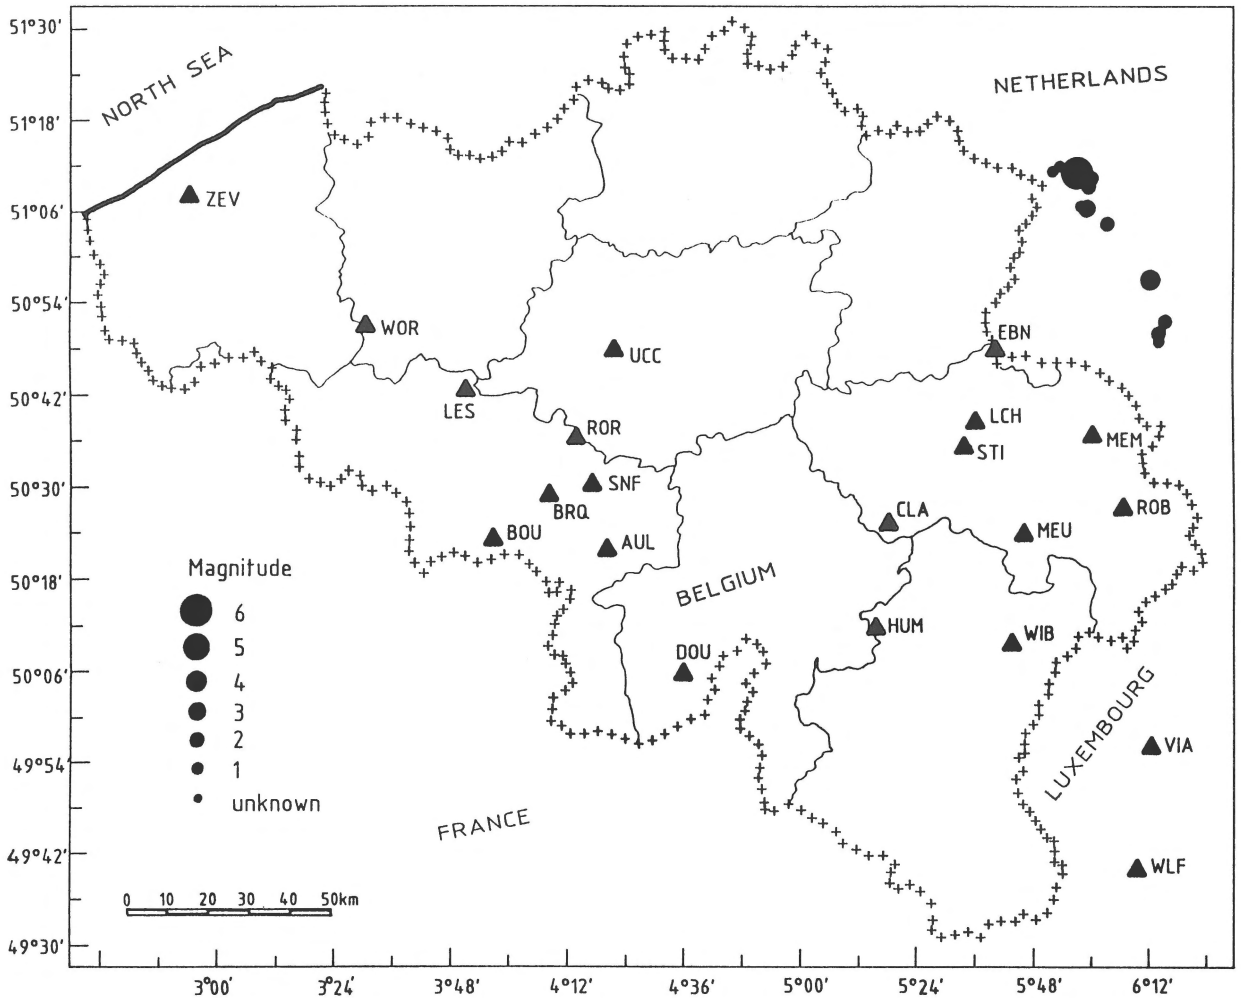 51°30'
51°18'
51°06'
50°54'
50°42'
50°30'
50°18'
50°06'
49°54'
49°42'
49°30'
3°00'
3°24'
3°48'
4°12'
4°36'
5°00'
5°24'
5°48'
6°12'
NORTH SEA
NETHERLANDS
ZEV
WOR
UCC
EBN
LES
ROR
LCH
STI
MEM
SNF
BRQ
CLA
ROB
BOU
AUL
MEU
BELGIUM
HUM
WIB
DOU
LUXEMBOURG
VIA
WLF
FRANCE
Magnitude
6
5
4
3
2
1
unknown
0 10 20 30 40 50km